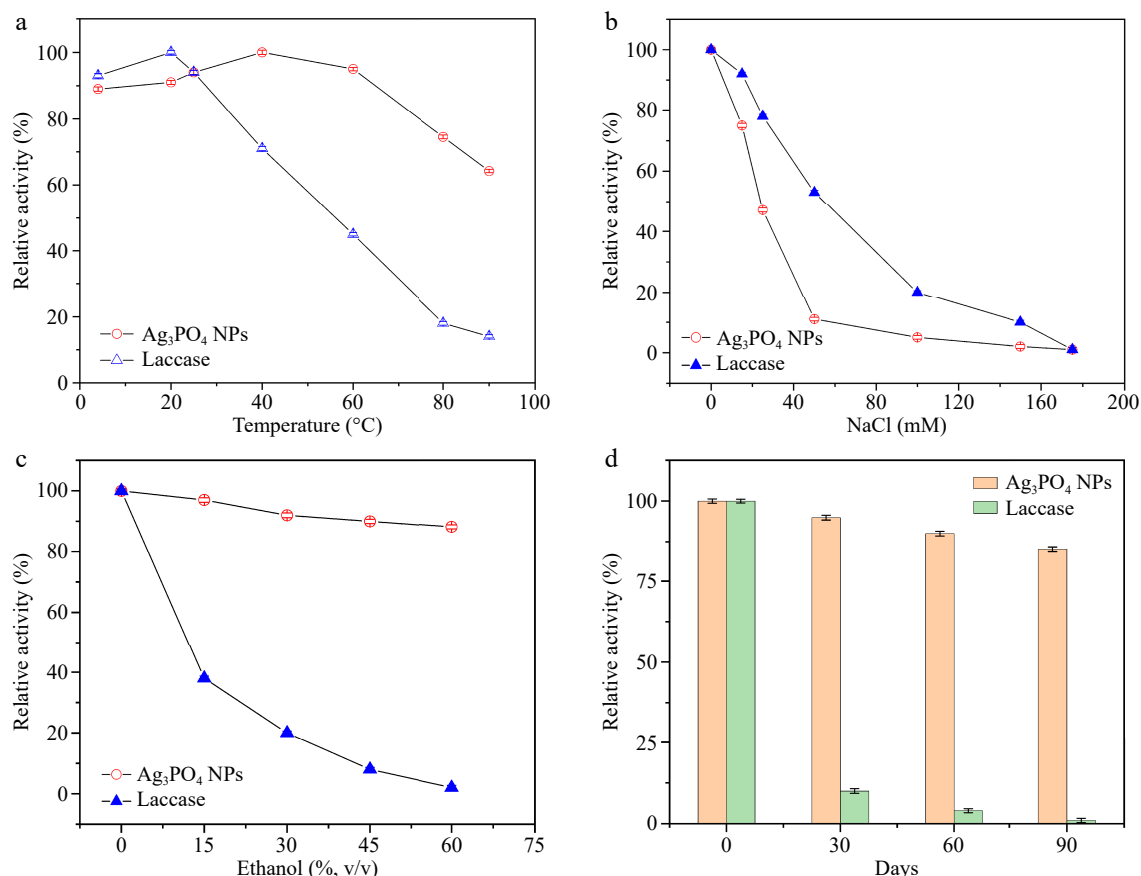 a
Relative activity (%)
100
80
60
40
20
0
Ag₃PO₄ NPs
Laccase
0 20 40 60 80 100
Temperature (°C)
b
Relative activity (%)
100
80
60
40
20
0
Ag₃PO₄ NPs
Laccase
0 40 80 120 160 200
NaCl (mM)
c
Relative activity (%)
100
80
60
40
20
0
Ag₃PO₄ NPs
Laccase
0 15 30 45 60 75
Ethanol (%, v/v)
d
Relative activity (%)
Ag₃PO₄ NPs
Laccase
100
75
50
25
0
0 30 60 90
Days